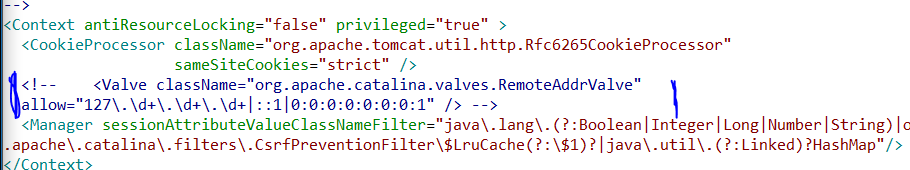 -->
<Context antiResourceLocking="false" privileged="true" >
<CookieProcessor className="org.apache.tomcat.util.http.Rfc6265CookieProcessor"
sameSiteCookies="strict" />
<!-- <Valve className="org.apache.catalina.valves.RemoteAddrValve"
allow="127\.\d+\.\d+\.\d+|::1|0:0:0:0:0:0:0:1" /> -->
<Manager sessionAttributeValueClassNameFilter="java\.lang\.(?:Boolean|Integer|Long|Number|String)|o
.apache\.catalina\.filters\.CsrfPreventionFilter\$LruCache(?:\$1)?|java\.util\.(?:Linked)?HashMap"/>
</Context>